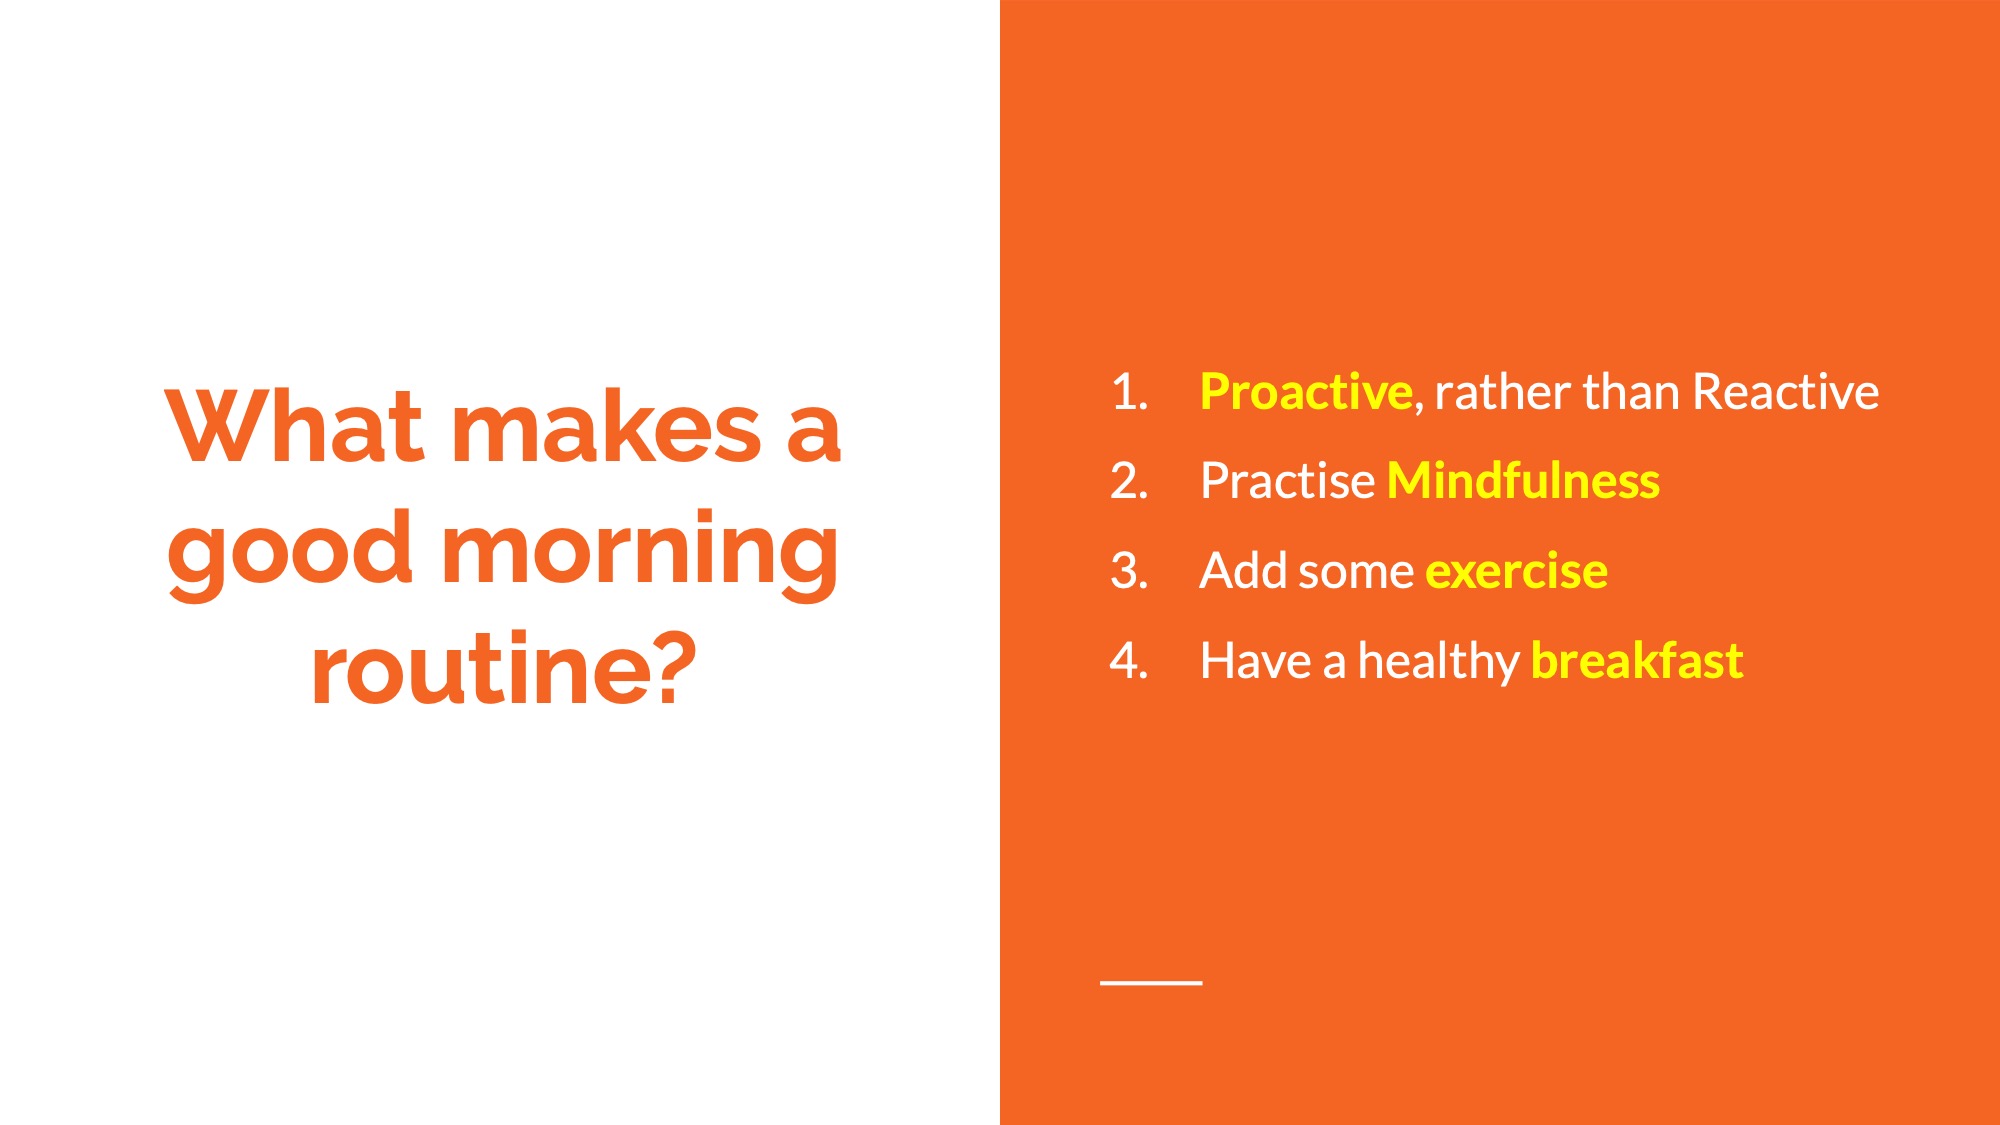 What makes a
good morning
routine?
1. Proactive, rather than Reactive
2. Practise Mindfulness
3. Add some exercise
4. Have a healthy breakfast